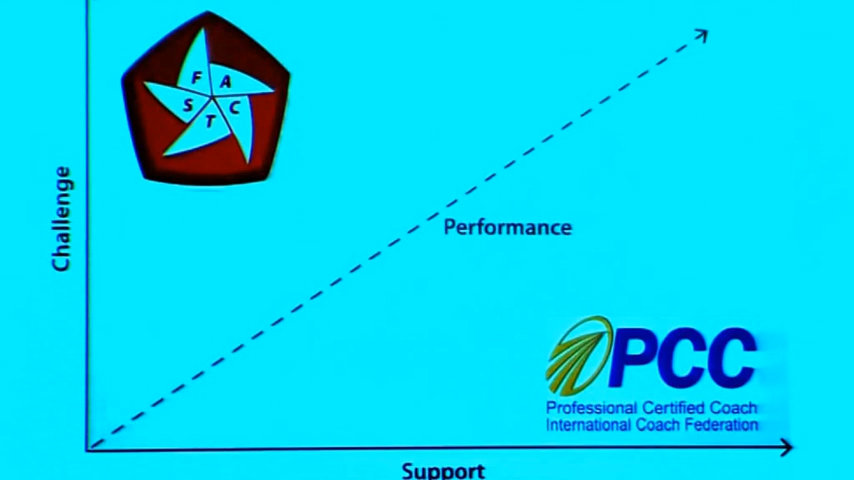 F A
S C
T
Challenge
Performance
PCC
Professional Certified Coach
International Coach Federation
Support